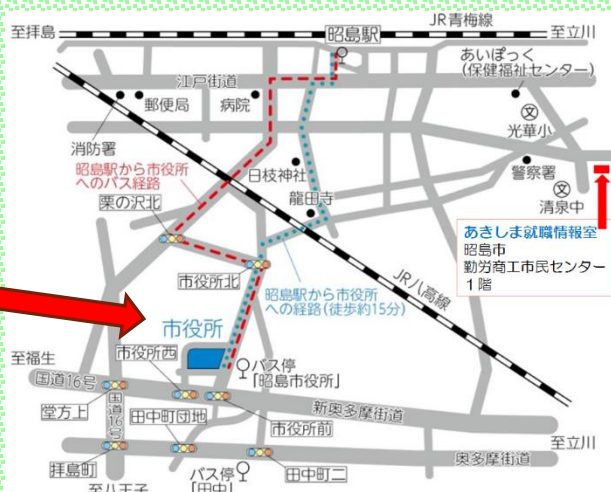 JR青梅線
至拝島
昭島駅
至立川
あいぽっく
(保健福祉センター)
江戸街道
郵便局
病院
文
光華小
消防署
昭島駅から市役所
へのバス経路
日枝神社
警察署
文
清泉中
龍田寺
栗の沢北
あきしま就職情報室
昭島市
勤労商工市民センター
1階
市役所北
昭島駅から市役所
への経路(徒歩約15分)
JR八高線
市役所
至福生
市役所西
バス停
「昭島市役所」
国道16号
新奥多摩街道
堂方上
国道16号
田中町団地
市役所前
至立川
奥多摩街道
拝島町
バス停
「田中」
田中町二
至八王子